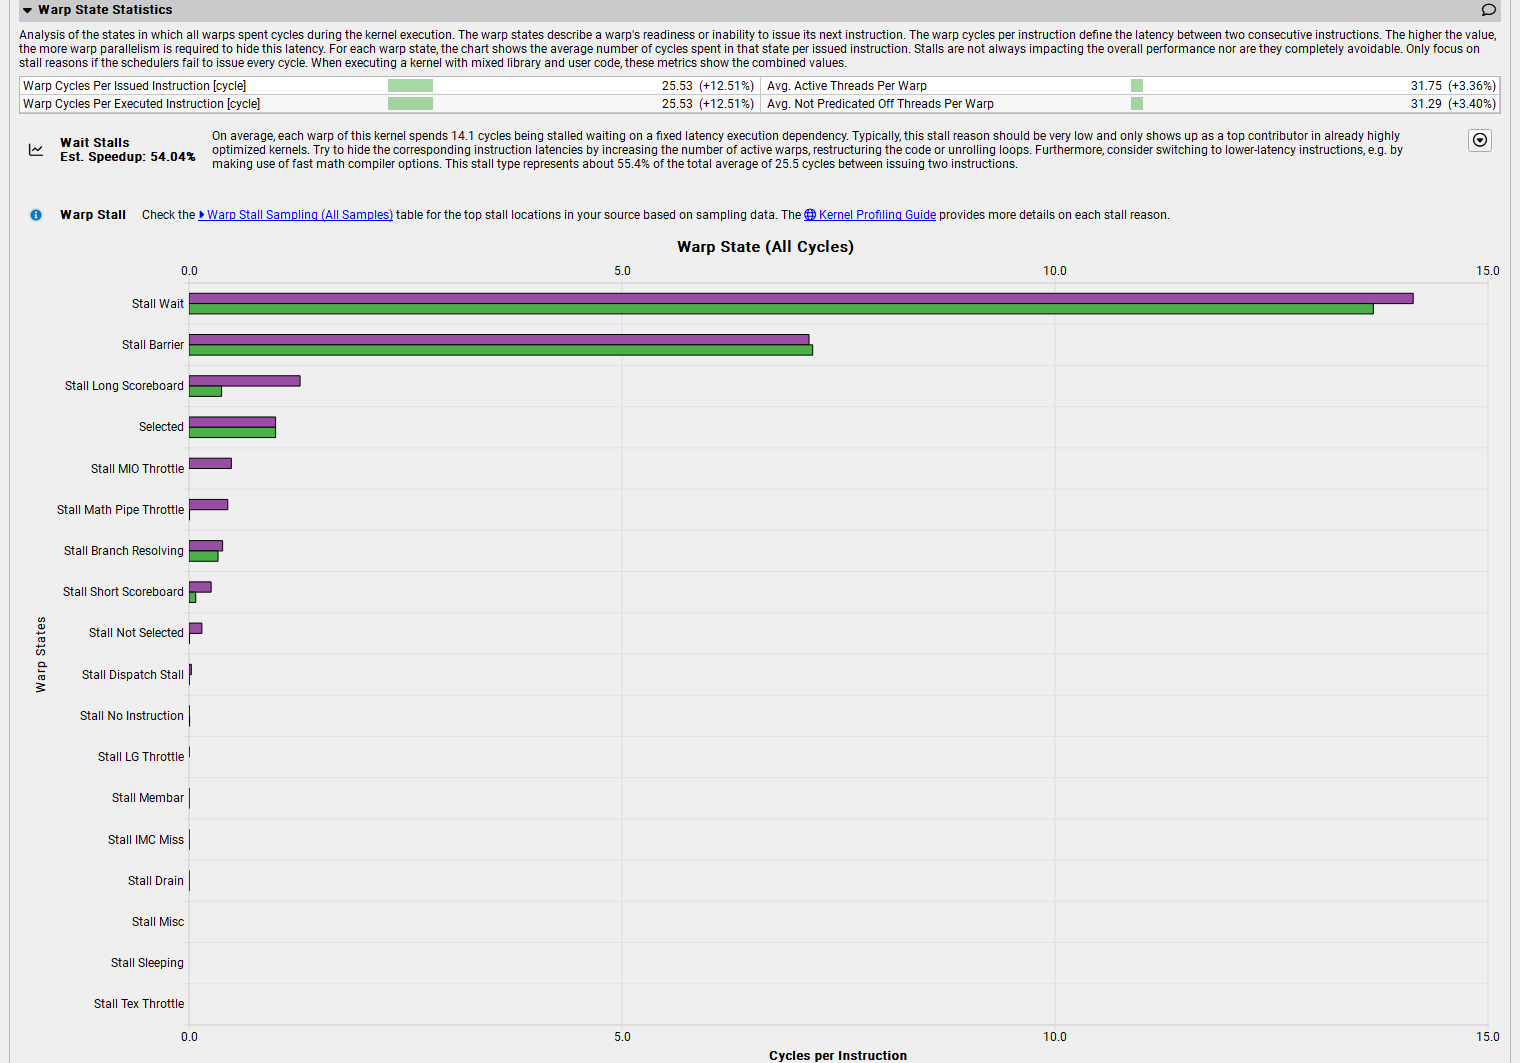 Warp State Statistics
Analysis of the states in which all warps spent cycles during the kernel execution. The warp states describe a warp's readiness or inability to issue its next instruction. The warp cycles per instruction define the latency between two consecutive instructions. The higher the value,
the more warp parallelism is required to hide this latency. For each warp state, the chart shows the average number of cycles spent in that state per issued instruction. Stalls are not always impacting the overall performance nor are they completely avoidable. Only focus on
stall reasons if the schedulers fail to issue every cycle. When executing a kernel with mixed library and user code, these metrics show the combined values.
Warp Cycles Per Issued Instruction [cycle] 25.53 (+12.51%) Avg. Active Threads Per Warp 31.75 (+3.36%)
Warp Cycles Per Executed Instruction [cycle] 25.53 (+12.51%) Avg. Not Predicated Off Threads Per Warp 31.29 (+3.40%)
Wait Stalls
Est. Speedup: 54.04%
On average, each warp of this kernel spends 14.1 cycles being stalled waiting on a fixed latency execution dependency. Typically, this stall reason should be very low and only shows up as a top contributor in already highly
optimized kernels. Try to hide the corresponding instruction latencies by increasing the number of active warps, restructuring the code or unrolling loops. Furthermore, consider switching to lower-latency instructions, e.g. by
making use of fast math compiler options. This stall type represents about 55.4% of the total average of 25.5 cycles between issuing two instructions.
Warp Stall Check the Warp Stall Sampling (All Samples) table for the top stall locations in your source based on sampling data. The Kernel Profiling Guide provides more details on each stall reason.
Warp State (All Cycles)
0.0 5.0 10.0 15.0
Stall Wait
Stall Barrier
Stall Long Scoreboard
Selected
Stall MIO Throttle
Stall Math Pipe Throttle
Stall Branch Resolving
Stall Short Scoreboard
Stall Not Selected
Stall Dispatch Stall
Stall No Instruction
Stall LG Throttle
Stall Membar
Stall IMC Miss
Stall Drain
Stall Misc
Stall Sleeping
Stall Tex Throttle
Warp States
0.0 5.0 10.0 15.0
Cycles per Instruction